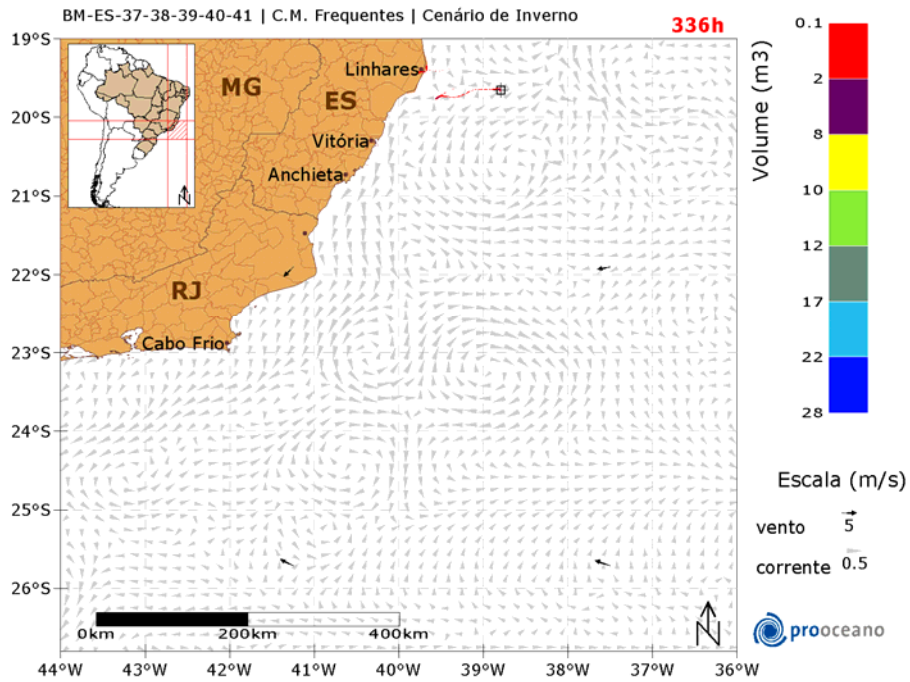 BM-ES-37-38-39-40-41 | C.M. Frequentes | Cenário de Inverno
336h
19°S
20°S
21°S
22°S
23°S
24°S
25°S
26°S
MG
ES
RJ
Linhares
Vitória
Anchieta
Cabo Frio
N
0km
200km
400km
N
44°W
43°W
42°W
41°W
40°W
39°W
38°W
37°W
36°W
Volume (m3)
0.1
2
8
10
12
17
22
28
Escala (m/s)
vento 5
corrente 0.5
prooceano